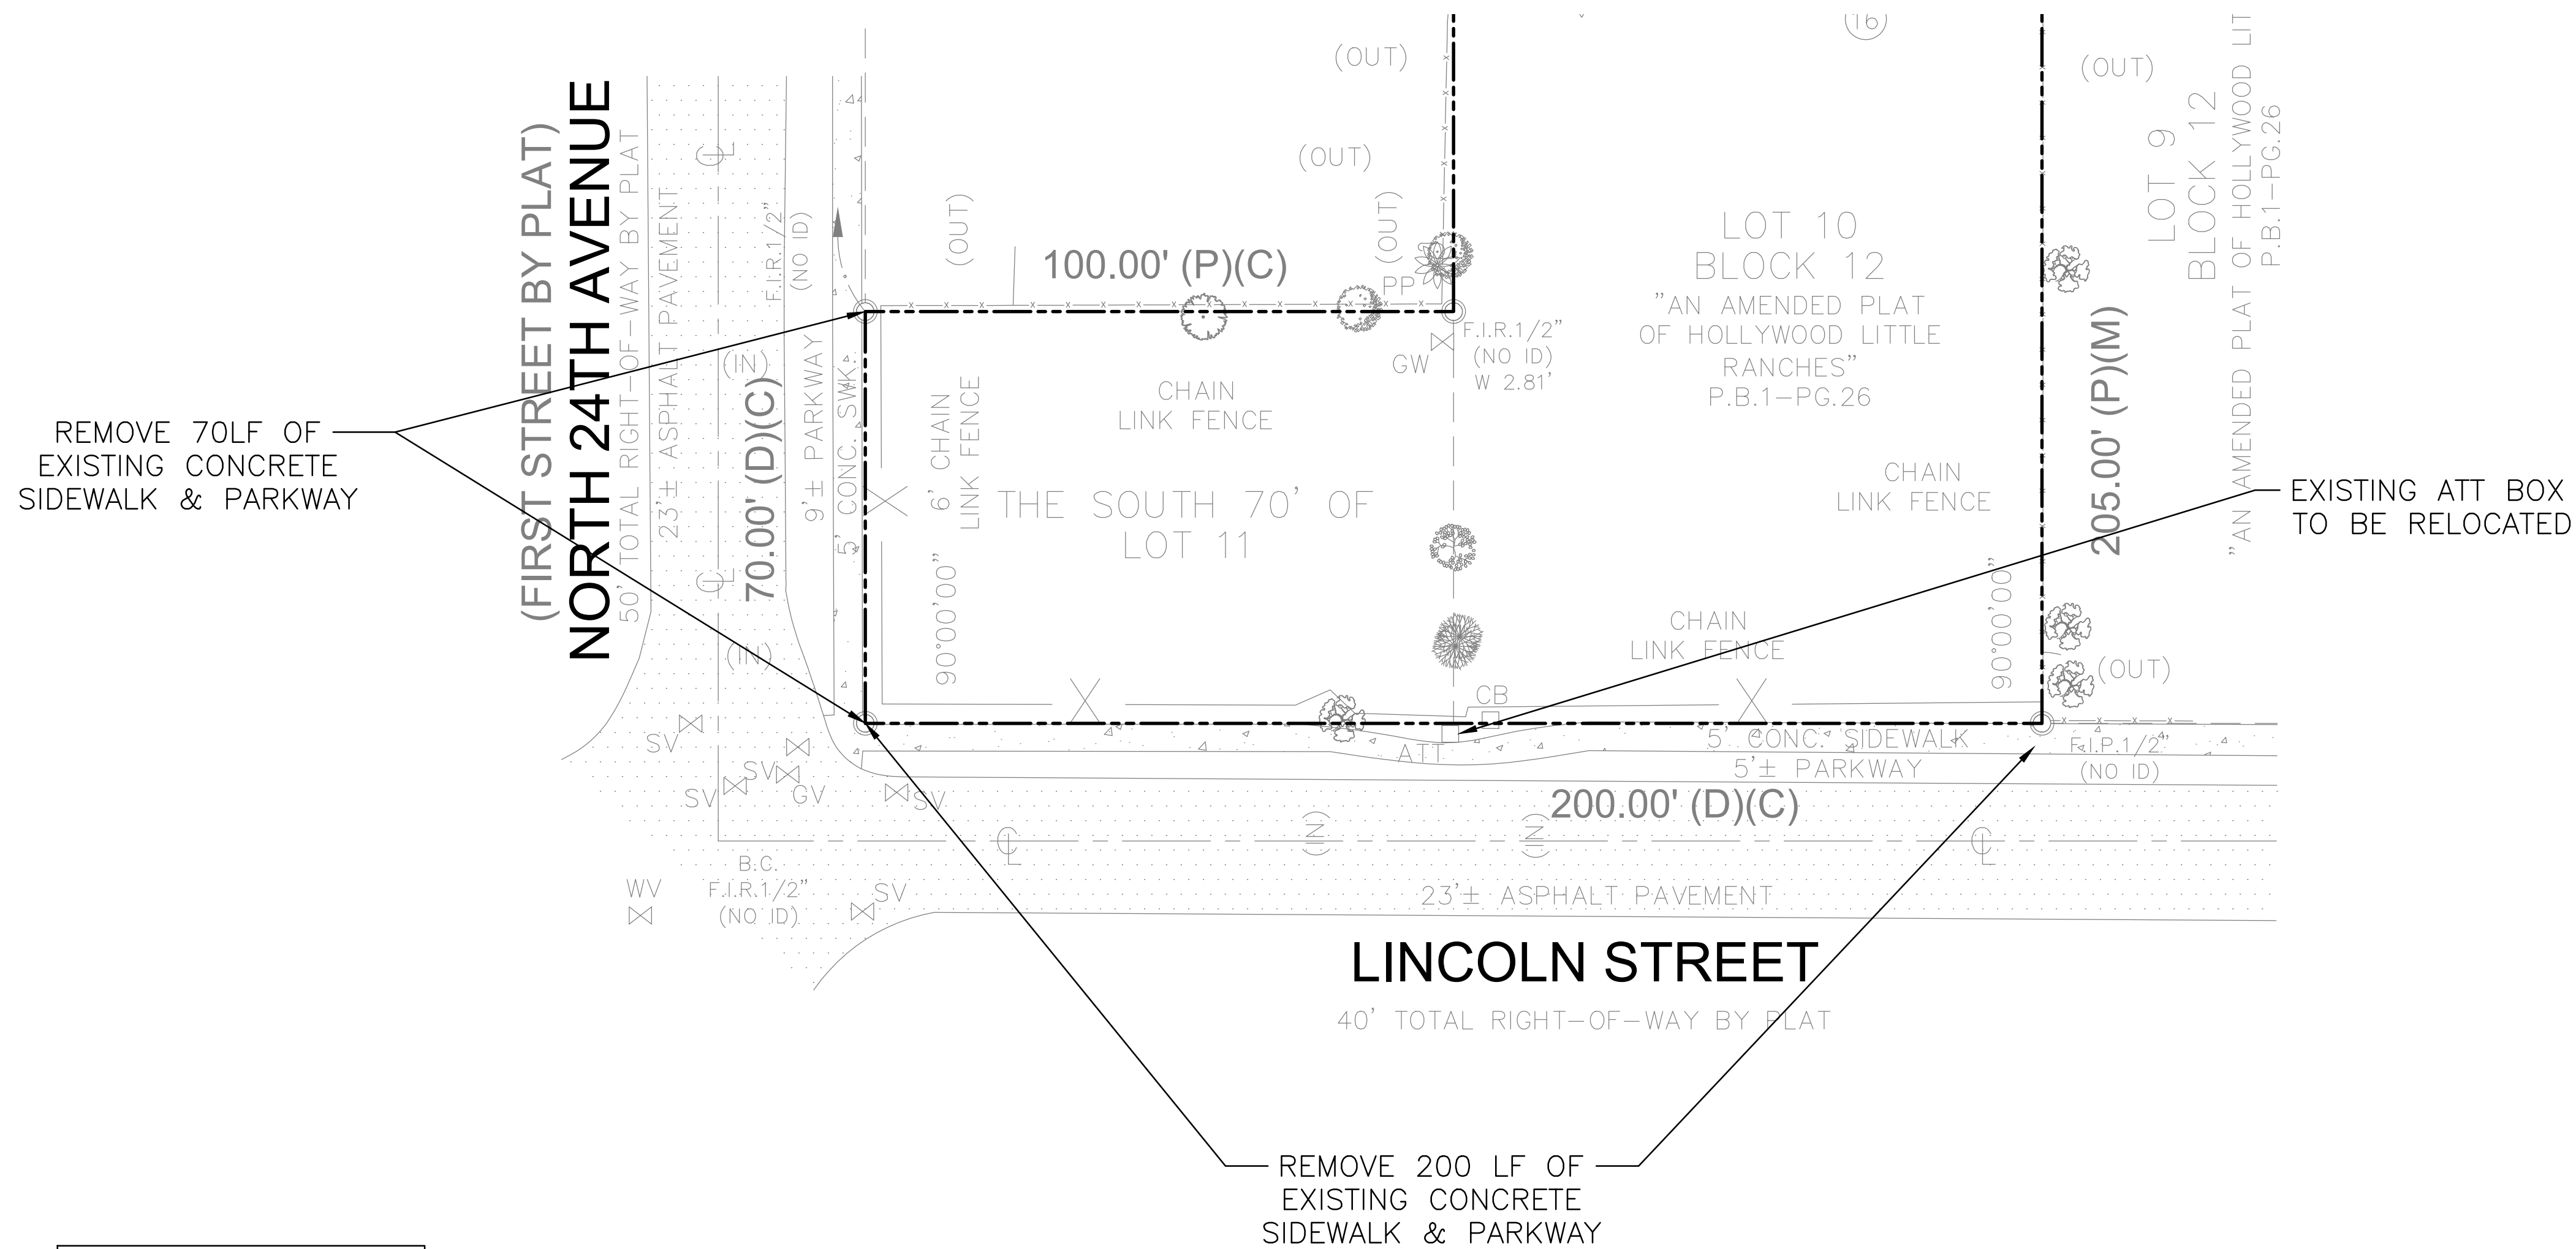 (16)
(OUT)
(OUT)
(OUT)
(OUT)
(OUT)
(FIRST STREET BY PLAT)
NORTH 24TH AVENUE
50' TOTAL RIGHT-OF-WAY BY PLAT
23'± ASPHALT PAVEMENT
F.I.R.1/2"
(NO ID)
100.00' (P)(C)
PP
LOT 10
BLOCK 12
"AN AMENDED PLAT
OF HOLLYWOOD LITTLE
RANCHES"
P.B.1-PG.26
LOT 9
BLOCK 12
"AN AMENDED PLAT OF HOLLYWOOD LIT
P.B.1-PG.26
REMOVE 70LF OF
EXISTING CONCRETE
SIDEWALK & PARKWAY
CL
(IN)
CL
(IN)
70.00' (D)(C)
9'± PARKWAY
5' CONC. SWK.
6' CHAIN
LINK FENCE
CHAIN
LINK FENCE
GW
F.I.R.1/2"
(NO ID)
W 2.81'
205.00' (P)(M)
THE SOUTH 70' OF
LOT 11
CHAIN
LINK FENCE
EXISTING ATT BOX
TO BE RELOCATED
90°00'00"
90°00'00"
CHAIN
LINK FENCE
(OUT)
CB
ATT
5' CONC. SIDEWALK
5'± PARKWAY
F.I.P.1/2"
(NO ID)
SV
SV
SV
GV
SV
200.00' (D)(C)
CL
(IN)
(IN)
CL
B.C.
F.I.R.1/2"
(NO ID)
WV
SV
23'± ASPHALT PAVEMENT
LINCOLN STREET
40' TOTAL RIGHT-OF-WAY BY PLAT
REMOVE 200 LF OF
EXISTING CONCRETE
SIDEWALK & PARKWAY